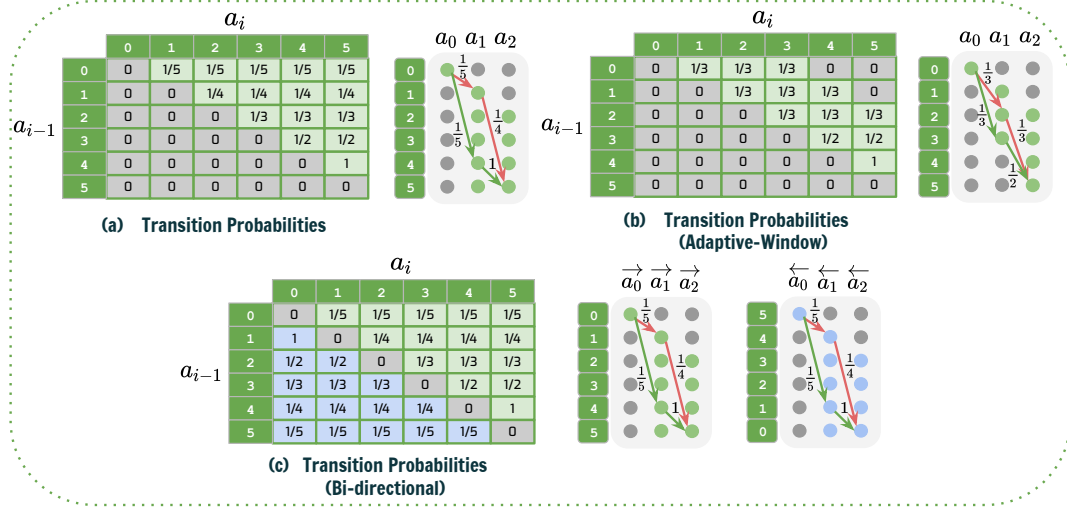 a_i
0 1 2 3 4 5
0 0 1/5 1/5 1/5 1/5 1/5
1 0 0 1/4 1/4 1/4 1/4
a_{i-1}
2 0 0 0 1/3 1/3 1/3
3 0 0 0 0 1/2 1/2
4 0 0 0 0 0 1
5 0 0 0 0 0 0
a_0 a_1 a_2
0 1/5
1
2 1/4
3 1/5
4 1
5
(a) Transition Probabilities
a_i
0 1 2 3 4 5
0 0 1/3 1/3 1/3 0 0
1 0 0 1/3 1/3 1/3 0
a_{i-1}
2 0 0 0 1/3 1/3 1/3
3 0 0 0 0 1/2 1/2
4 0 0 0 0 0 1
5 0 0 0 0 0 0
a_0 a_1 a_2
0 1/3
1
2 1/3 1/3
3
4
5 1/2
(b) Transition Probabilities
(Adaptive-Window)
a_i
0 1 2 3 4 5
0 0 1/5 1/5 1/5 1/5 1/5
1 1 0 1/4 1/4 1/4 1/4
a_{i-1}
2 1/2 1/2 0 1/3 1/3 1/3
3 1/3 1/3 1/3 0 1/2 1/2
4 1/4 1/4 1/4 1/4 0 1
5 1/5 1/5 1/5 1/5 1/5 0
→a_0 →a_1 →a_2
0 1/5
1
2 1/4
3 1/5
4 1
5
←a_0 ←a_1 ←a_2
5 1/5
4
3 1/4
2 1/5
1 1
0
(c) Transition Probabilities
(Bi-directional)